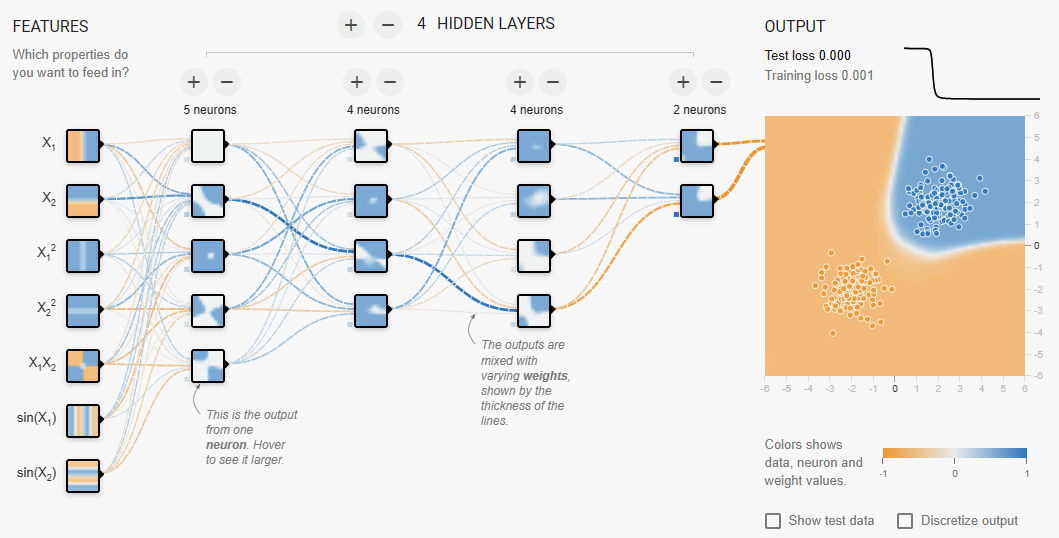 FEATURES
Which properties do
you want to feed in?
+ − 4 HIDDEN LAYERS
+ − + − + − + −
5 neurons 4 neurons 4 neurons 2 neurons
X1
X2
X1²
X2²
X1X2
sin(X1)
sin(X2)
This is the output
from one
neuron. Hover
to see it larger.
The outputs are
mixed with
varying weights,
shown by the
thickness of the
lines.
OUTPUT
Test loss 0.000
Training loss 0.001
6
5
4
3
2
1
0
-1
-2
-3
-4
-5
-6
-6 -5 -4 -3 -2 -1 0 1 2 3 4 5 6
Colors shows
data, neuron and
weight values.
-1 0 1
Show test data Discretize output